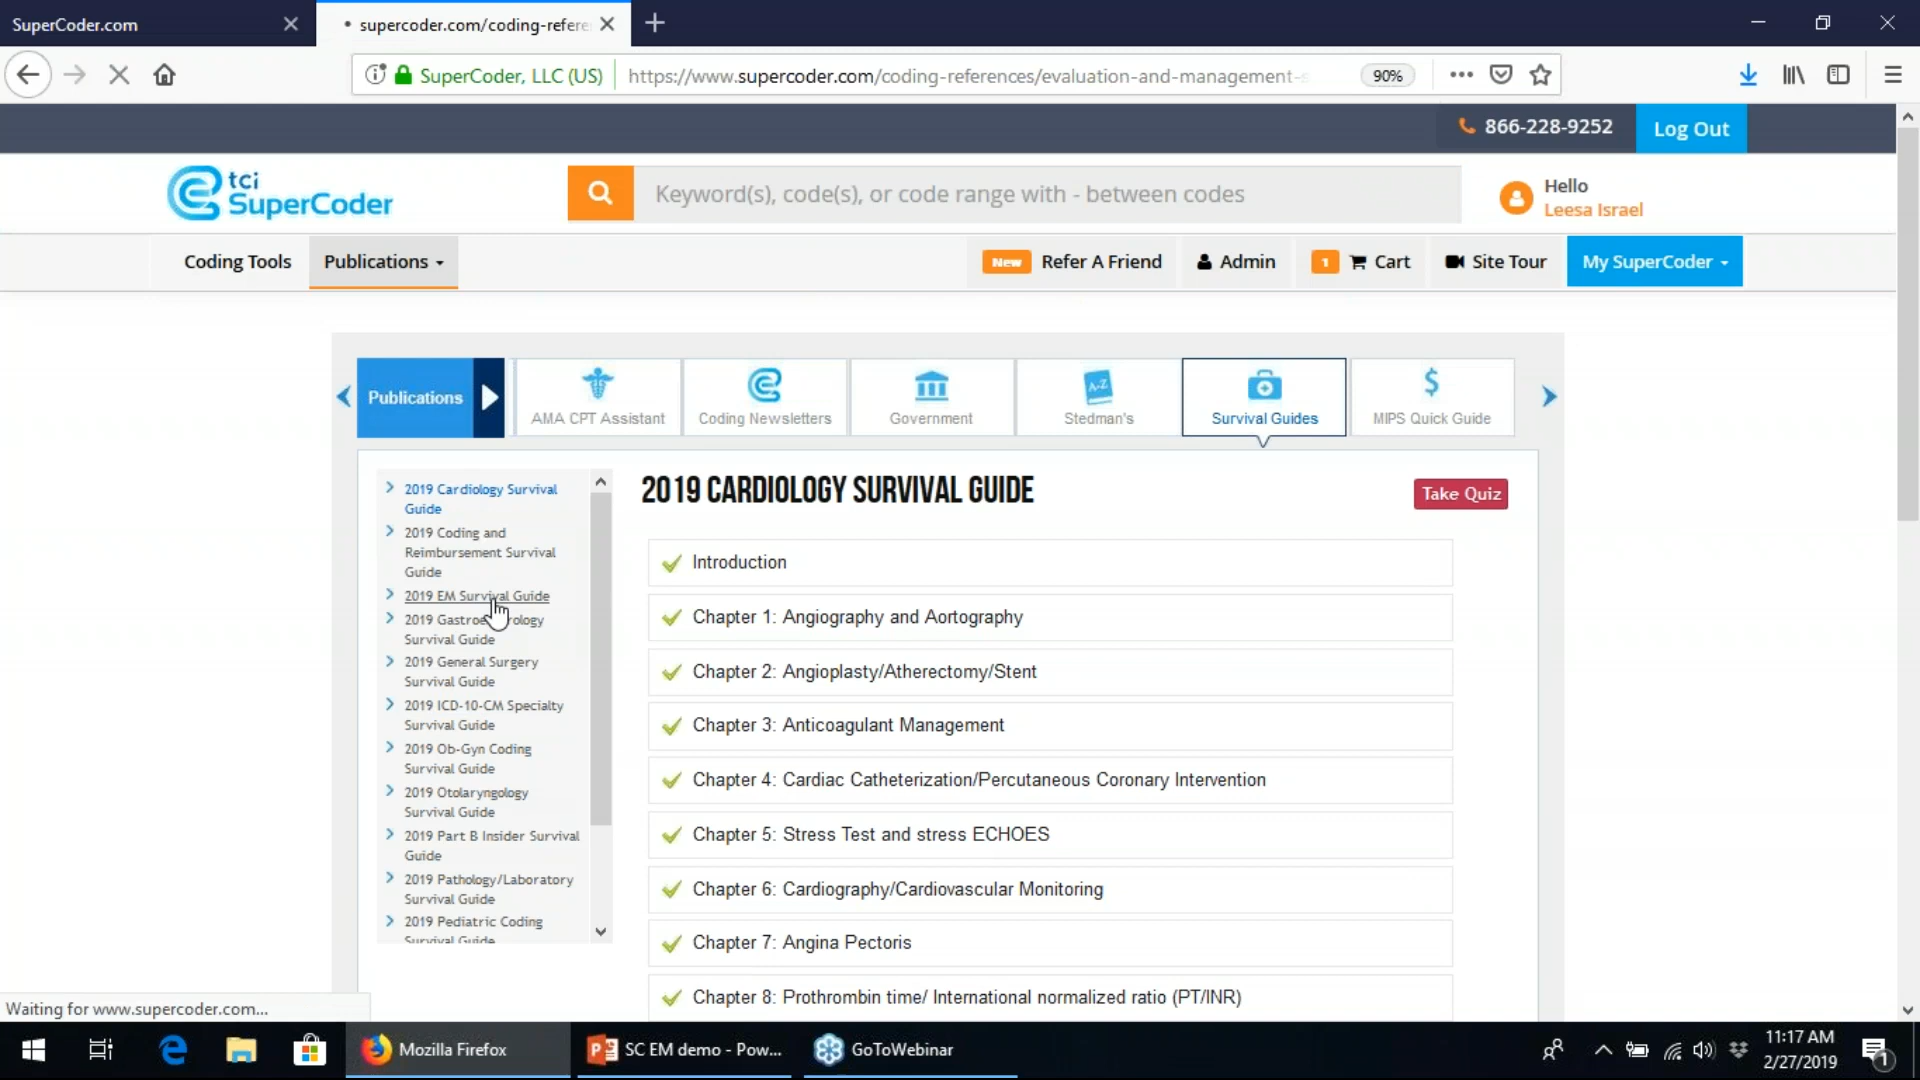 SuperCoder.com
supercoder.com/coding-refere
SuperCoder, LLC (US)
https://www.supercoder.com/coding-references/evaluation-and-management-s
90%
866-228-9252
Log Out
tci
SuperCoder
Keyword(s), code(s), or code range with - between codes
Hello
Leesa Israel
Coding Tools
Publications
New Refer A Friend
Admin
1 Cart
Site Tour
My SuperCoder
Publications
AMA CPT Assistant
Coding Newsletters
Government
A-Z
Stedman's
Survival Guides
$
MIPS Quick Guide
2019 Cardiology Survival
Guide
2019 Coding and
Reimbursement Survival
Guide
2019 EM Survival Guide
2019 Gastroe rology
Survival Guide
2019 General Surgery
Survival Guide
2019 ICD-10-CM Specialty
Survival Guide
2019 Ob-Gyn Coding
Survival Guide
2019 Otolaryngology
Survival Guide
2019 Part B Insider Survival
Guide
2019 Pathology/Laboratory
Survival Guide
2019 Pediatric Coding
Survival Guide
2019 CARDIOLOGY SURVIVAL GUIDE
Take Quiz
Introduction
Chapter 1: Angiography and Aortography
Chapter 2: Angioplasty/Atherectomy/Stent
Chapter 3: Anticoagulant Management
Chapter 4: Cardiac Catheterization/Percutaneous Coronary Intervention
Chapter 5: Stress Test and stress ECHOES
Chapter 6: Cardiography/Cardiovascular Monitoring
Chapter 7: Angina Pectoris
Chapter 8: Prothrombin time/ International normalized ratio (PT/INR)
Waiting for www.supercoder.com...
Mozilla Firefox
SC EM demo - Pow...
GoToWebinar
11:17 AM
2/27/2019
1